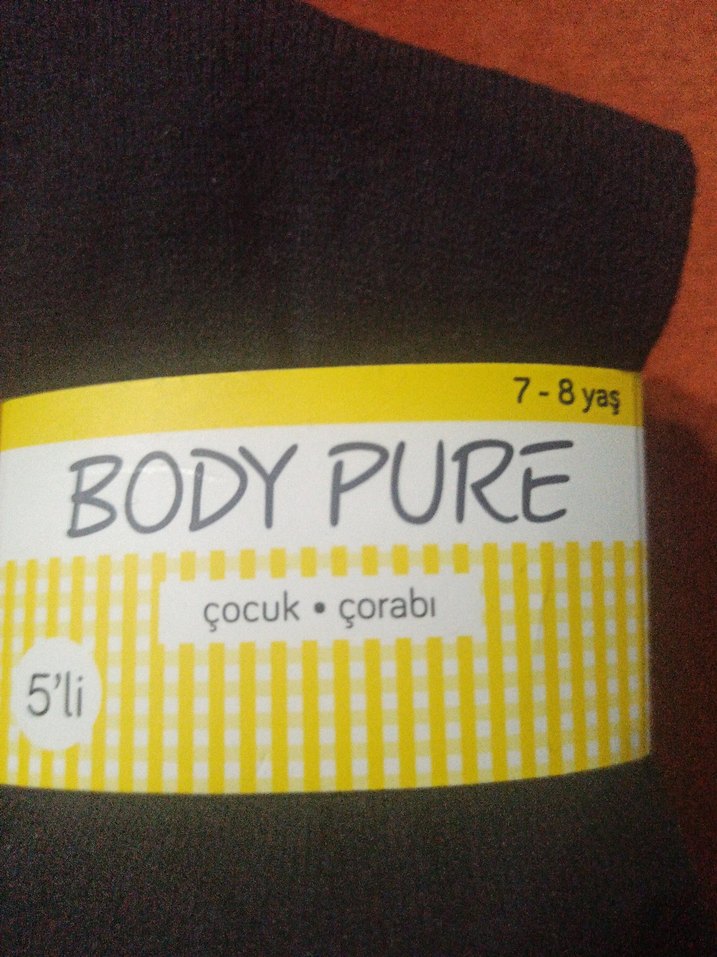 7 - 8 yaş
BODY PURE
çocuk • çorabı
5'li